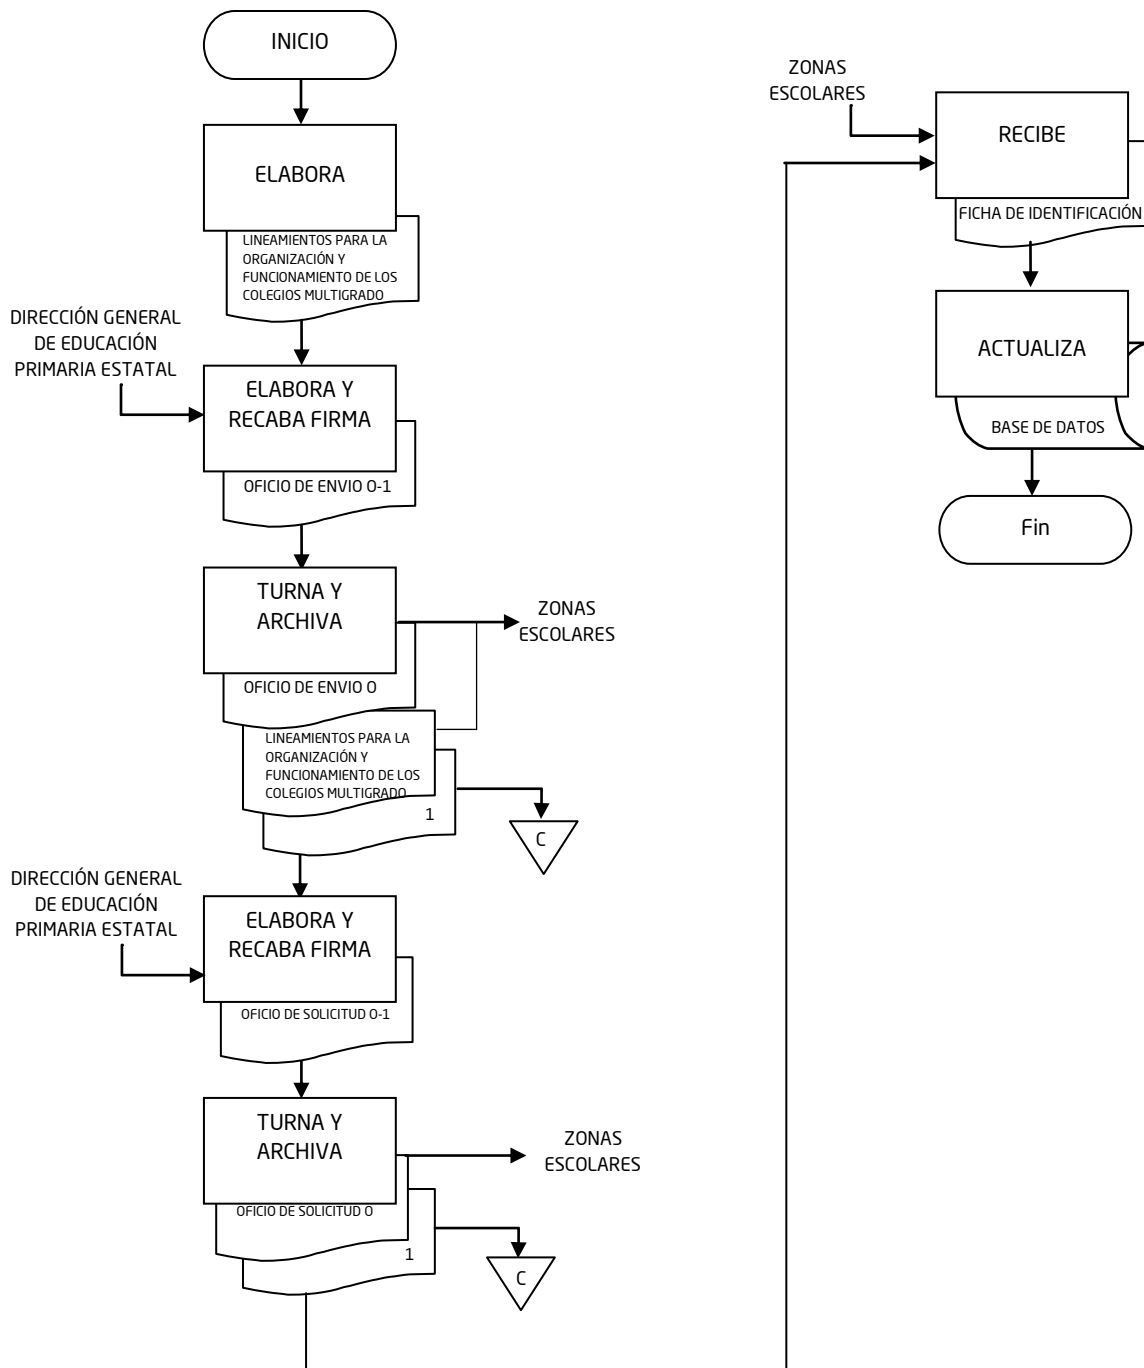 INICIO
ELABORA
LINEAMIENTOS PARA LA
ORGANIZACIÓN Y
FUNCIONAMIENTO DE LOS
COLEGIOS MULTIGRADO
DIRECCIÓN GENERAL
DE EDUCACIÓN
PRIMARIA ESTATAL
ELABORA Y
RECABA FIRMA
OFICIO DE ENVIO O-1
TURNA Y
ARCHIVA
ZONAS
ESCOLARES
OFICIO DE ENVIO O
LINEAMIENTOS PARA LA
ORGANIZACIÓN Y
FUNCIONAMIENTO DE LOS
COLEGIOS MULTIGRADO
1
C
DIRECCIÓN GENERAL
DE EDUCACIÓN
PRIMARIA ESTATAL
ELABORA Y
RECABA FIRMA
OFICIO DE SOLICITUD O-1
TURNA Y
ARCHIVA
ZONAS
ESCOLARES
OFICIO DE SOLICITUD O
1
C
ZONAS
ESCOLARES
RECIBE
FICHA DE IDENTIFICACIÓN
ACTUALIZA
BASE DE DATOS
Fin